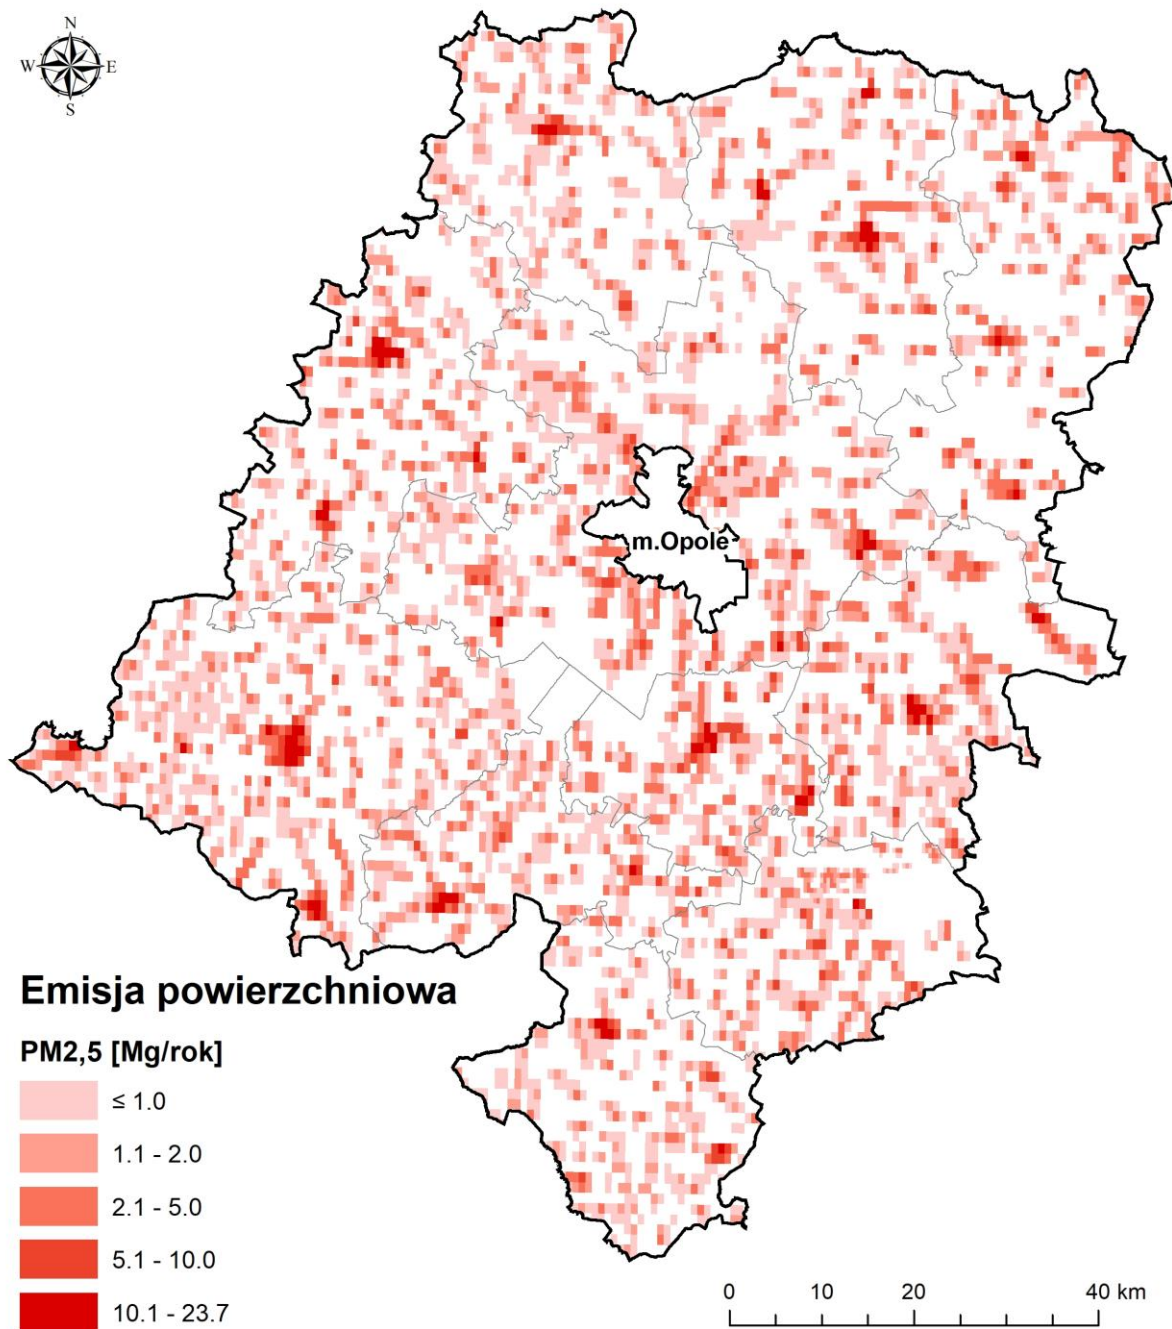 N
W E
S
m.Opole
Emisja powierzchniowa
PM2,5 [Mg/rok]
≤ 1.0
1.1 - 2.0
2.1 - 5.0
5.1 - 10.0
10.1 - 23.7
0 10 20 40 km